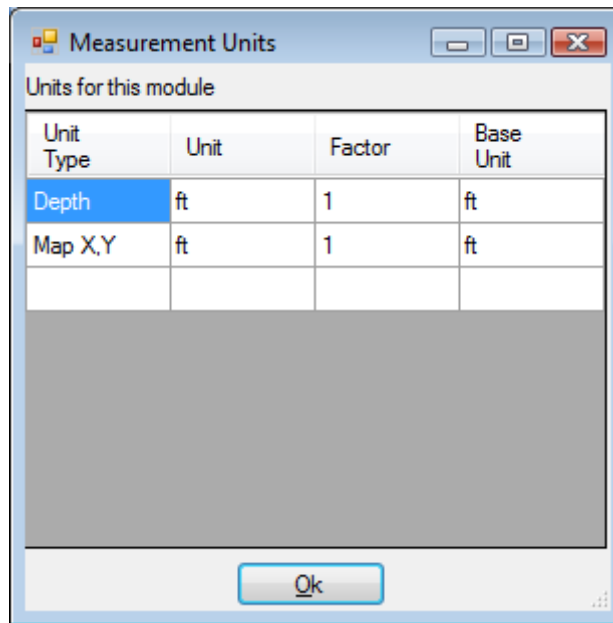 Measurement Units
Units for this module
Unit Type Unit Factor Base Unit
Depth ft 1 ft
Map X,Y ft 1 ft
Ok